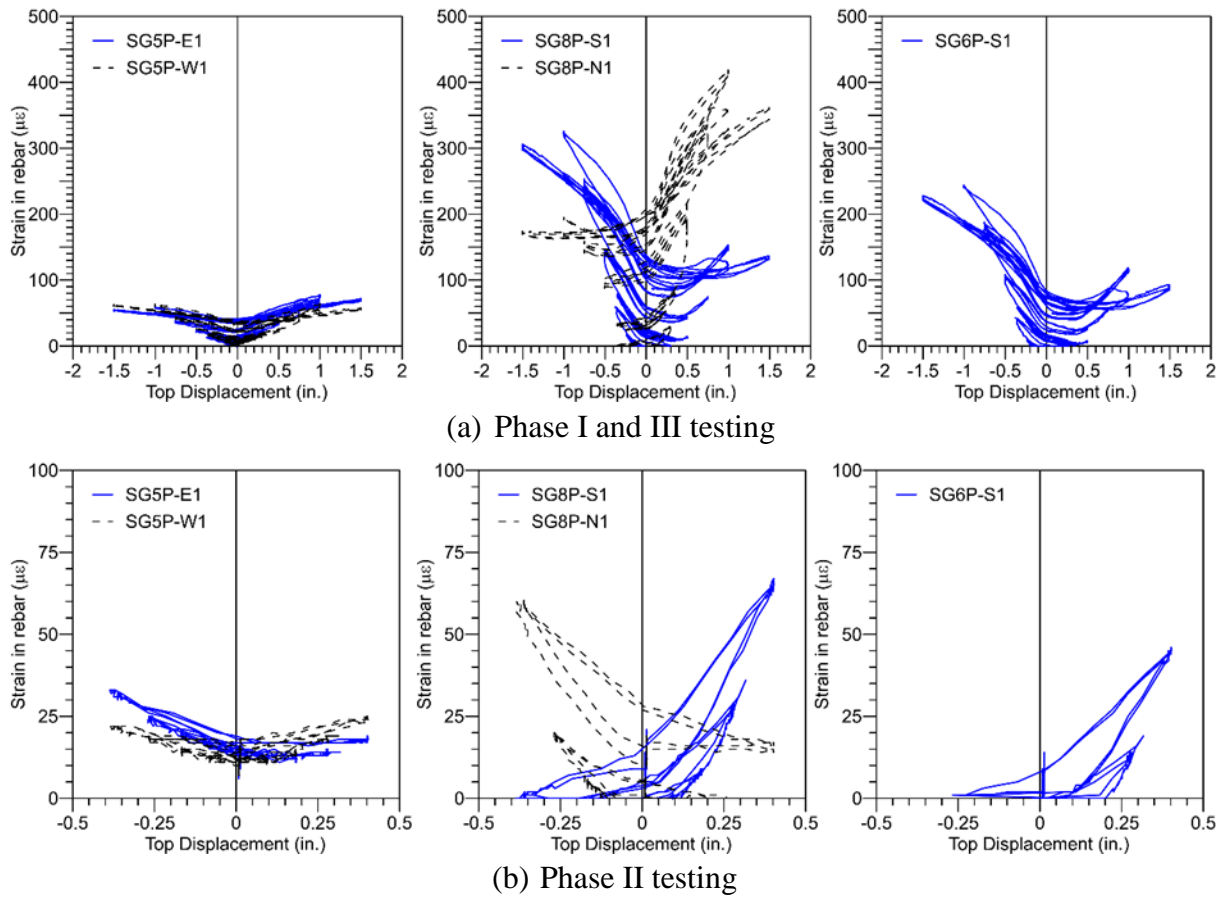 500
400
300
200
100
0
Strain in rebar (με)
SG5P-E1
SG5P-W1
-2 -1.5 -1 -0.5 0 0.5 1 1.5 2
Top Displacement (in.)
500
400
300
200
100
0
Strain in rebar (με)
SG8P-S1
SG8P-N1
-2 -1.5 -1 -0.5 0 0.5 1 1.5 2
Top Displacement (in.)
500
400
300
200
100
0
Strain in rebar (με)
SG6P-S1
-2 -1.5 -1 -0.5 0 0.5 1 1.5 2
Top Displacement (in.)
(a) Phase I and III testing
100
75
50
25
0
Strain in rebar (με)
SG5P-E1
SG5P-W1
-0.5 -0.25 0 0.25 0.5
Top Displacement (in.)
100
75
50
25
0
Strain in rebar (με)
SG8P-S1
SG8P-N1
-0.5 -0.25 0 0.25 0.5
Top Displacement (in.)
100
75
50
25
0
Strain in rebar (με)
SG6P-S1
-0.5 -0.25 0 0.25 0.5
Top Displacement (in.)
(b) Phase II testing